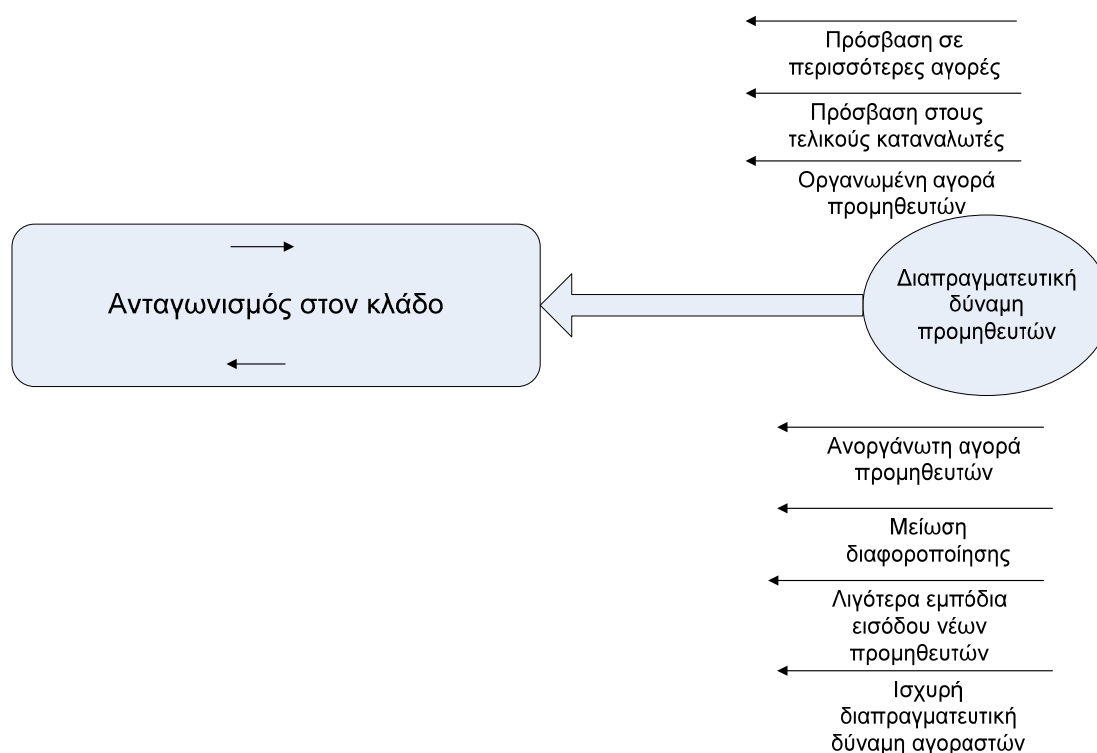 Πρόσβαση σε
περισσότερες αγορές
Πρόσβαση στους
τελικούς καταναλωτές
Οργανωμένη αγορά
προμηθευτών
Ανταγωνισμός στον κλάδο
Διαπραγματευτική
δύναμη
προμηθευτών
Ανοργάνωτη αγορά
προμηθευτών
Μείωση
διαφοροποίησης
Λιγότερα εμπόδια
εισόδου νέων
προμηθευτών
Ισχυρή
διαπραγματευτική
δύναμη αγοραστών